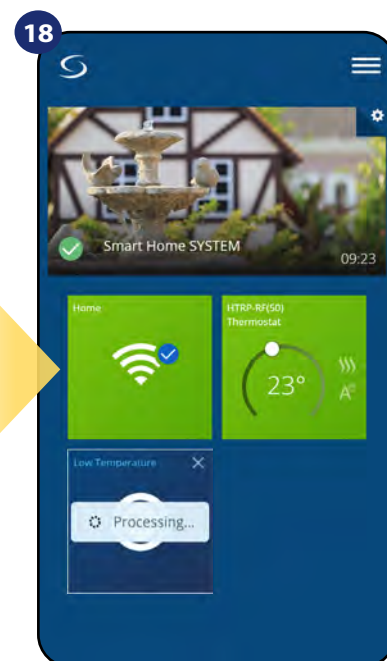 18
Smart Home SYSTEM
09:23
Home
HTRP-RF(50)
Thermostat
23°
A°
Low Temperature
Processing...